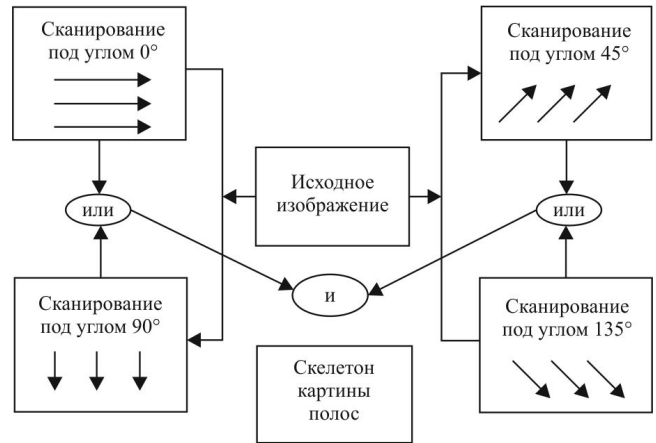 Сканирование
под углом 0°
Сканирование
под углом 45°
Исходное
изображение
или
или
и
Сканирование
под углом 90°
Сканирование
под углом 135°
Скелетон
картины
полос